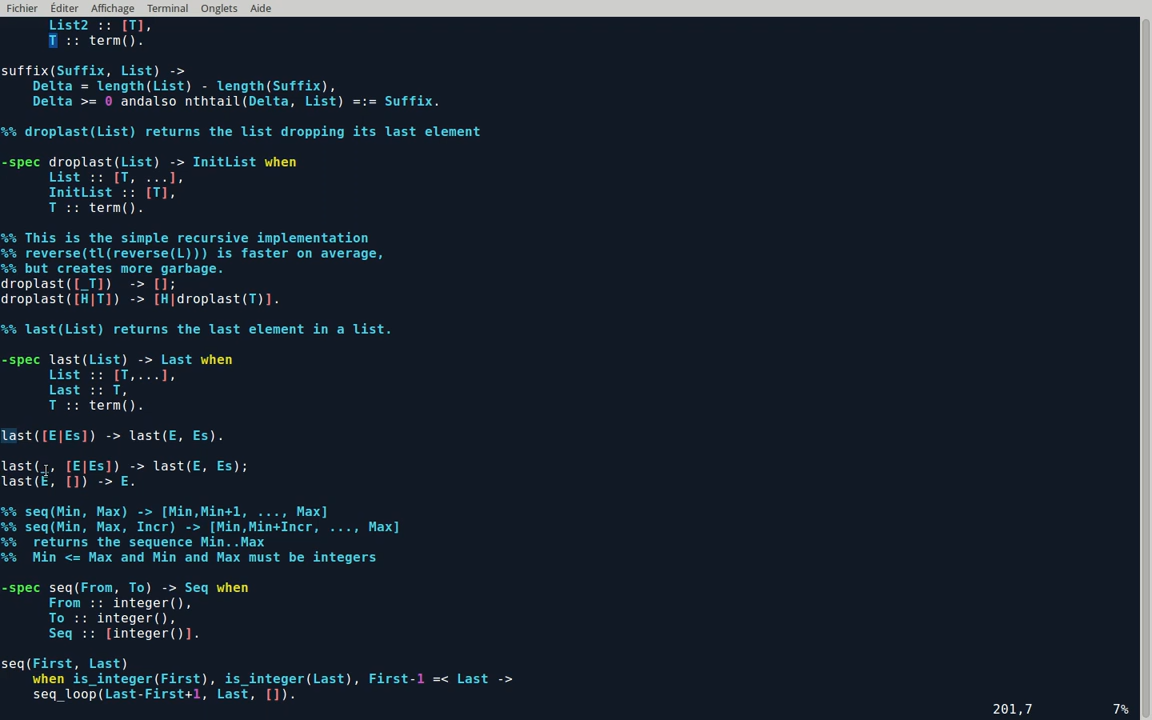 Fichier Éditer Affichage Terminal Onglets Aide
List2 :: [T],
T :: term().
suffix(Suffix, List) ->
Delta = length(List) - length(Suffix),
Delta >= 0 andalso nthtail(Delta, List) =:= Suffix.
%% droplast(List) returns the list dropping its last element
-spec droplast(List) -> InitList when
List :: [T, ...],
InitList :: [T],
T :: term().
%% This is the simple recursive implementation
%% reverse(tl(reverse(L))) is faster on average,
%% but creates more garbage.
droplast([_T])  -> [];
droplast([H|T]) -> [H|droplast(T)].
%% last(List) returns the last element in a list.
-spec last(List) -> Last when
List :: [T,...],
Last :: T,
T :: term().
last([E|Es]) -> last(E, Es).
last(_, [E|Es]) -> last(E, Es);
last(E, []) -> E.
%% seq(Min, Max) -> [Min,Min+1, ..., Max]
%% seq(Min, Max, Incr) -> [Min,Min+Incr, ..., Max]
%%  returns the sequence Min..Max
%%  Min <= Max and Min and Max must be integers
-spec seq(From, To) -> Seq when
From :: integer(),
To :: integer(),
Seq :: [integer()].
seq(First, Last)
when is_integer(First), is_integer(Last), First-1 =< Last ->
seq_loop(Last-First+1, Last, []).
201,7 7%